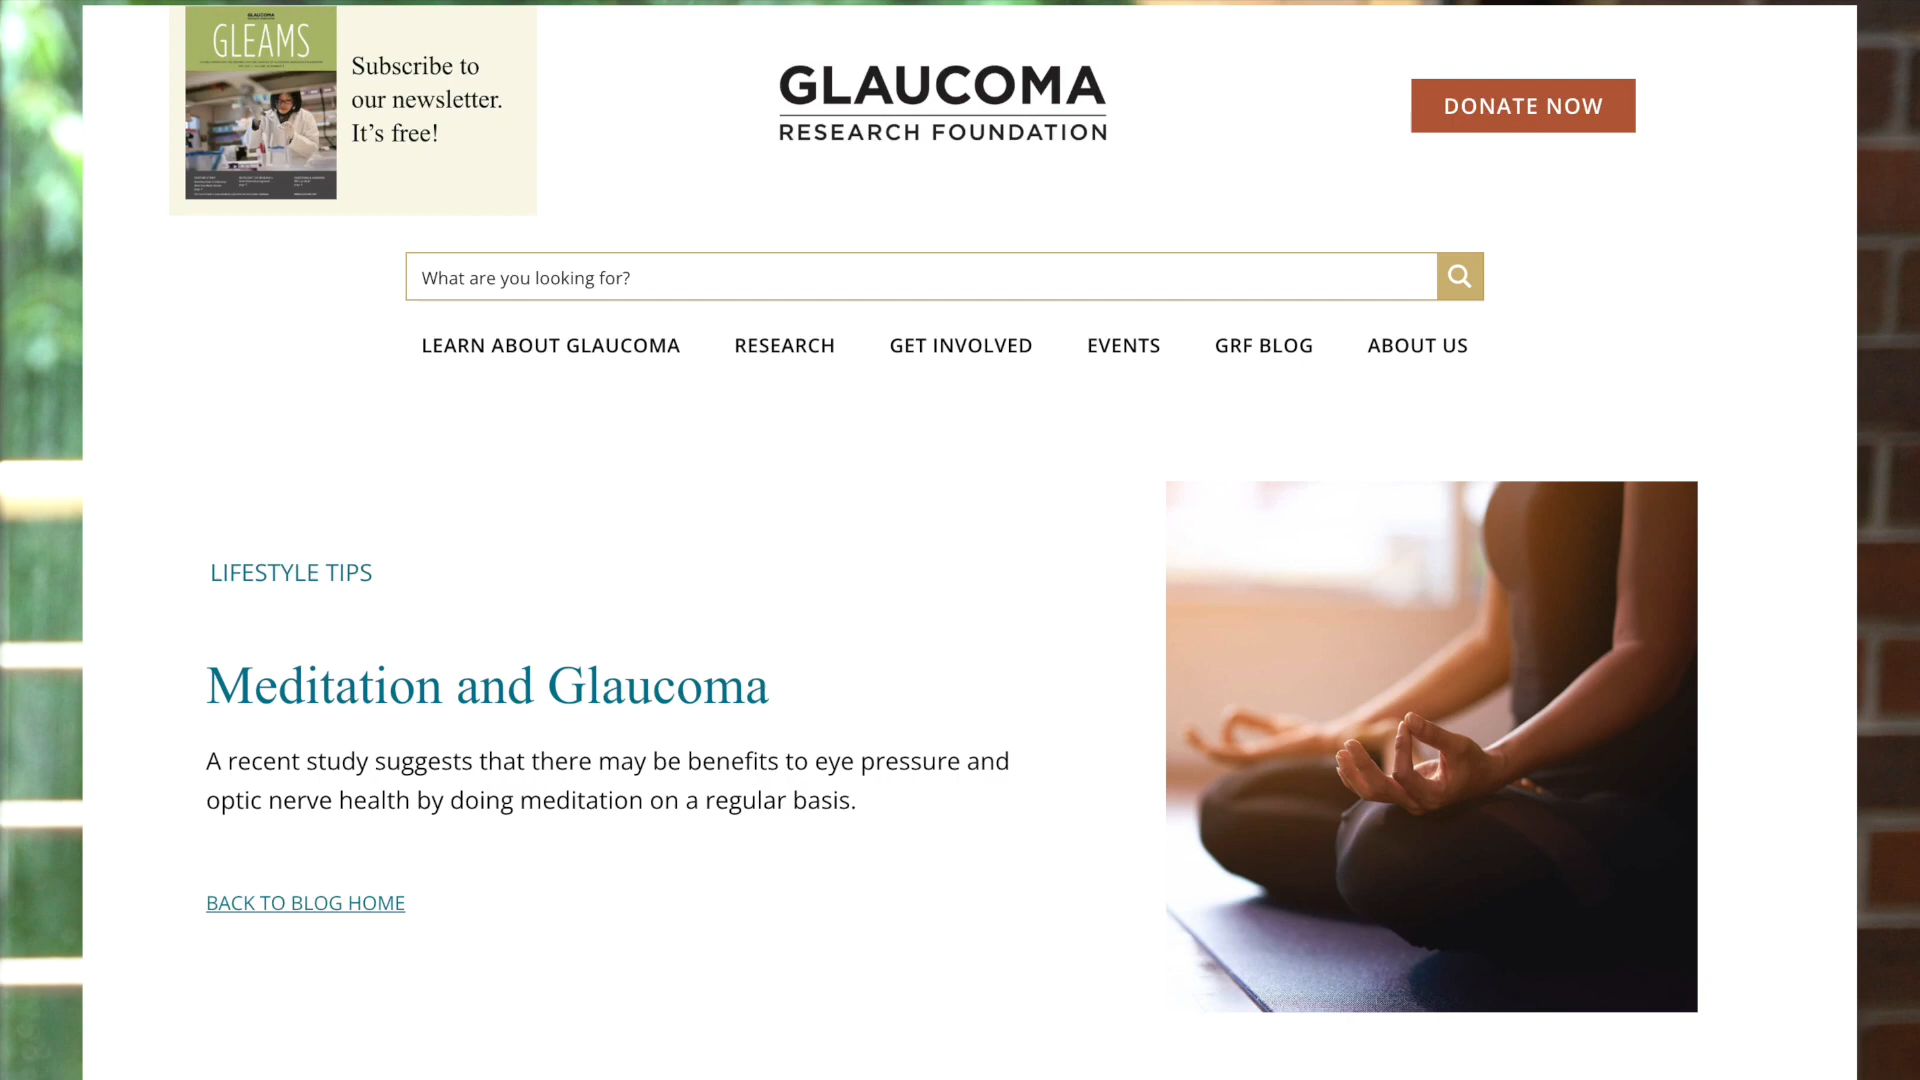 GLAUCOMA
GLEAMS
Subscribe to
our newsletter.
It’s free!
GLAUCOMA
RESEARCH FOUNDATION
DONATE NOW
What are you looking for?
LEARN ABOUT GLAUCOMA
RESEARCH
GET INVOLVED
EVENTS
GRF BLOG
ABOUT US
LIFESTYLE TIPS
Meditation and Glaucoma
A recent study suggests that there may be benefits to eye pressure and
optic nerve health by doing meditation on a regular basis.
BACK TO BLOG HOME